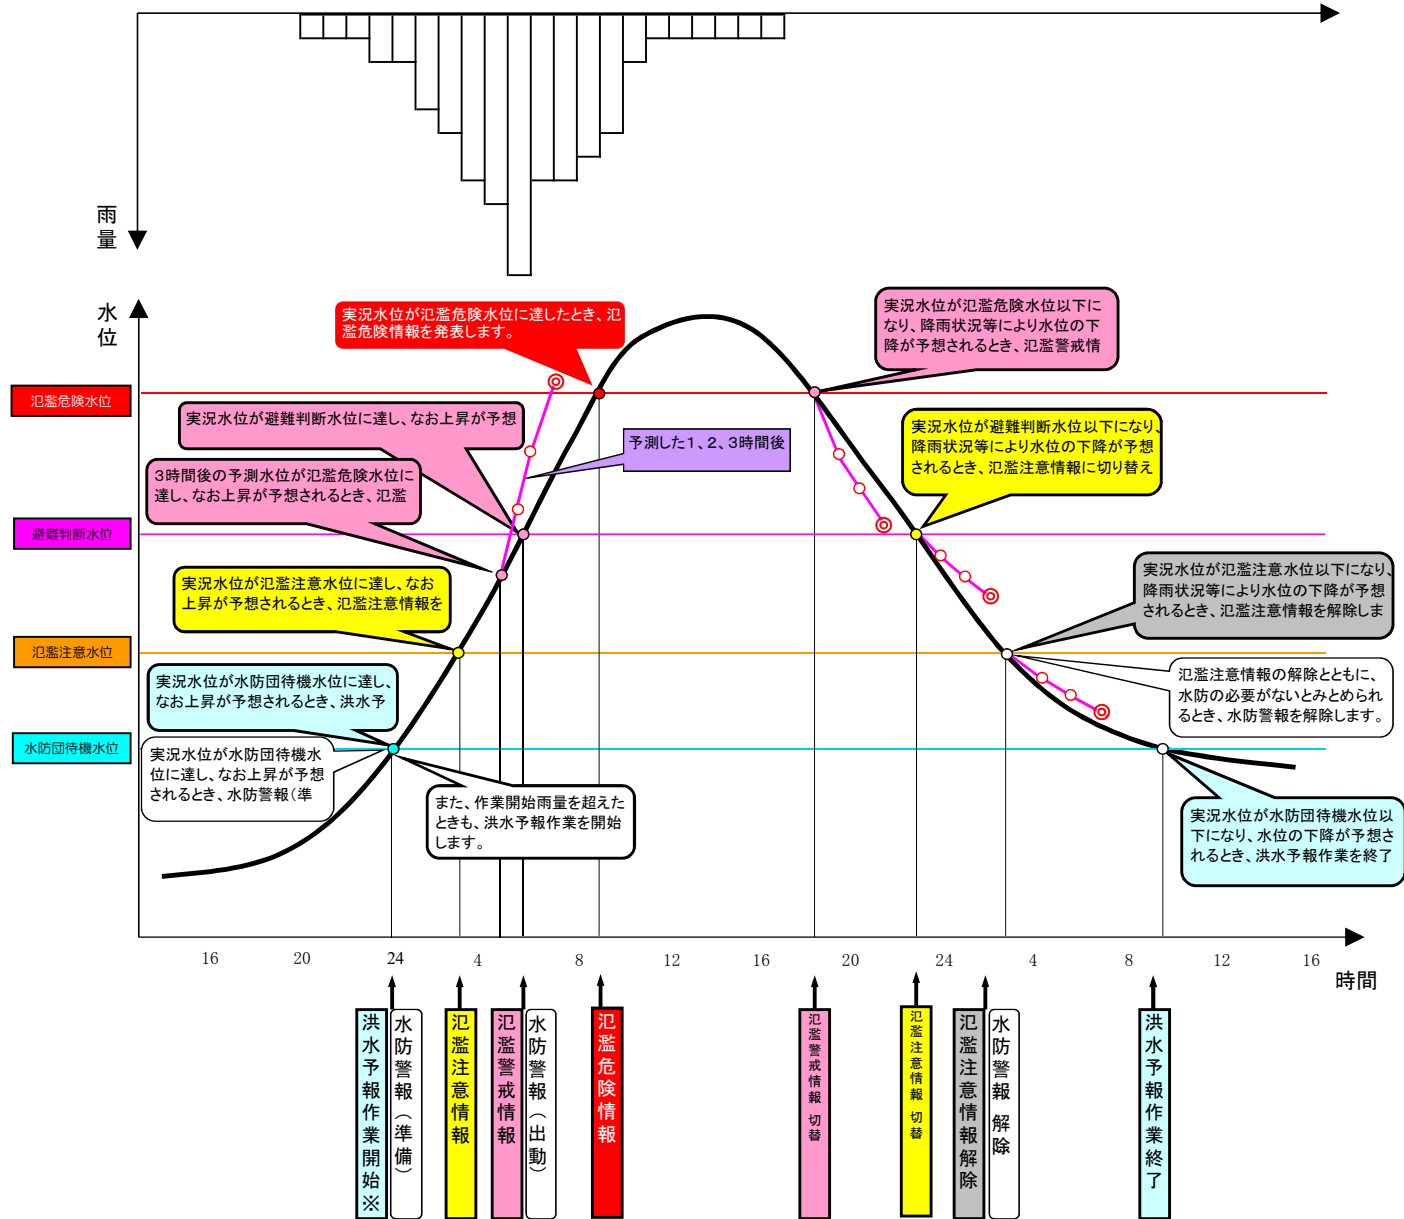 雨量
水位
実況水位が氾濫危険水位に達したとき、氾
濫危険情報を発表します。
実況水位が氾濫危険水位以下に
なり、降雨状況等により水位の下
降が予想されるとき、氾濫警戒情
氾濫危険水位
実況水位が避難判断水位に達し、なお上昇が予想
予測した1、2、3時間後
実況水位が避難判断水位以下になり、
降雨状況等により水位の下降が予想
されるとき、氾濫注意情報に切り替え
3時間後の予測水位が氾濫危険水位に
達し、なお上昇が予想されるとき、氾濫
避難判断水位
実況水位が氾濫注意水位に達し、なお
上昇が予想されるとき、氾濫注意情報を
実況水位が氾濫注意水位以下になり、
降雨状況等により水位の下降が予想
されるとき、氾濫注意情報を解除しま
氾濫注意水位
実況水位が水防団待機水位に達し、
なお上昇が予想されるとき、洪水予
氾濫注意情報の解除とともに、
水防の必要がないとみとめられ
るとき、水防警報を解除します。
水防団待機水位
実況水位が水防団待機水
位に達し、なお上昇が予想
されるとき、水防警報(準
また、作業開始雨量を超えた
ときも、洪水予報作業を開始
します。
実況水位が水防団待機水位以
下になり、水位の下降が予想さ
れるとき、洪水予報作業を終了
16 20 24 4 8 12 16 20 24 4 8 12 16
時間
洪水予報作業開始※
水防警報(準備)
氾濫注意情報
氾濫警戒情報
水防警報(出動)
氾濫危険情報
氾濫警戒情報 切替
氾濫注意情報 切替
氾濫注意情報解除
水防警報 解除
洪水予報作業終了